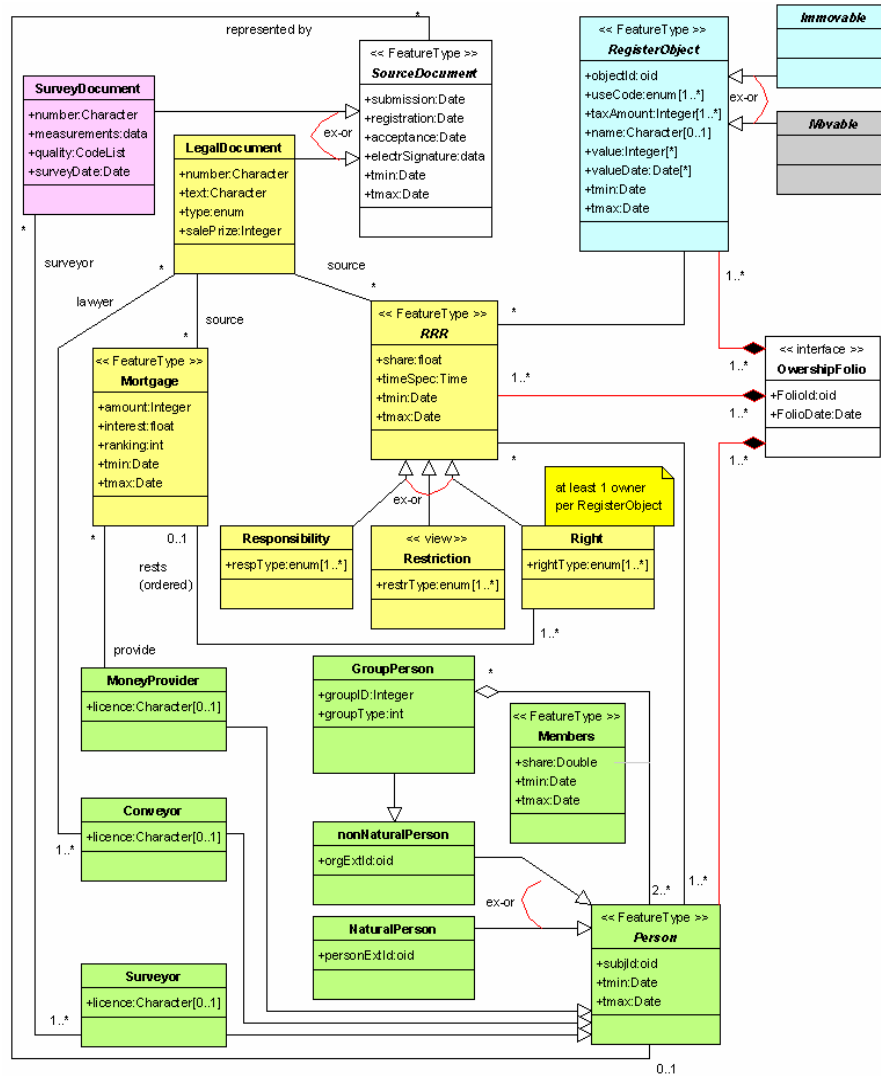 *
represented by
<< FeatureType >>
SourceDocument
+submission:Date
+registration:Date
+acceptance:Date
+electrSignature:data
+tmin:Date
+tmax:Date
<< FeatureType >>
RegisterObject
+objectId:oid
+useCode:enum[1..*]
+taxAmount:Integer[1..*]
+name:Character[0..1]
+value:Integer[*]
+valueDate:Date[*]
+tmin:Date
+tmax:Date
Immovable
ex-or
Movable
SurveyDocument
+number:Character
+measurements:data
+quality:CodeList
+surveyDate:Date
ex-or
LegalDocument
+number:Character
+text:Character
+type:enum
+salePrize:Integer
*
surveyor
*
lawyer
*
source
*
source
*
<< FeatureType >>
RRR
+share:float
+timeSpec:Time
+tmin:Date
+tmax:Date
*
1..*
*
1..*
1..*
1..*
1..*
<< interface >>
OwershipFolio
+FolioId:oid
+FolioDate:Date
<< FeatureType >>
Mortgage
+amount:Integer
+interest:float
+ranking:int
+tmin:Date
+tmax:Date
ex-or
at least 1 owner
per RegisterObject
Responsibility
+respType:enum[1..*]
<< view>>
Restriction
+restrType:enum[1..*]
Right
+rightType:enum[1..*]
*
0..1
rests
(ordered)
1..*
provide
MoneyProvider
+licence:Character[0..1]
GroupPerson
+groupID:Integer
+groupType:int
*
<< FeatureType >>
Members
+share:Double
+tmin:Date
+tmax:Date
Conveyor
+licence:Character[0..1]
1..*
nonNaturalPerson
+orgExtId:oid
ex-or
2..*
1..*
NaturalPerson
+personExtId:oid
<< FeatureType >>
Person
+subjId:oid
+tmin:Date
+tmax:Date
Surveyor
+licence:Character[0..1]
1..*
0..1